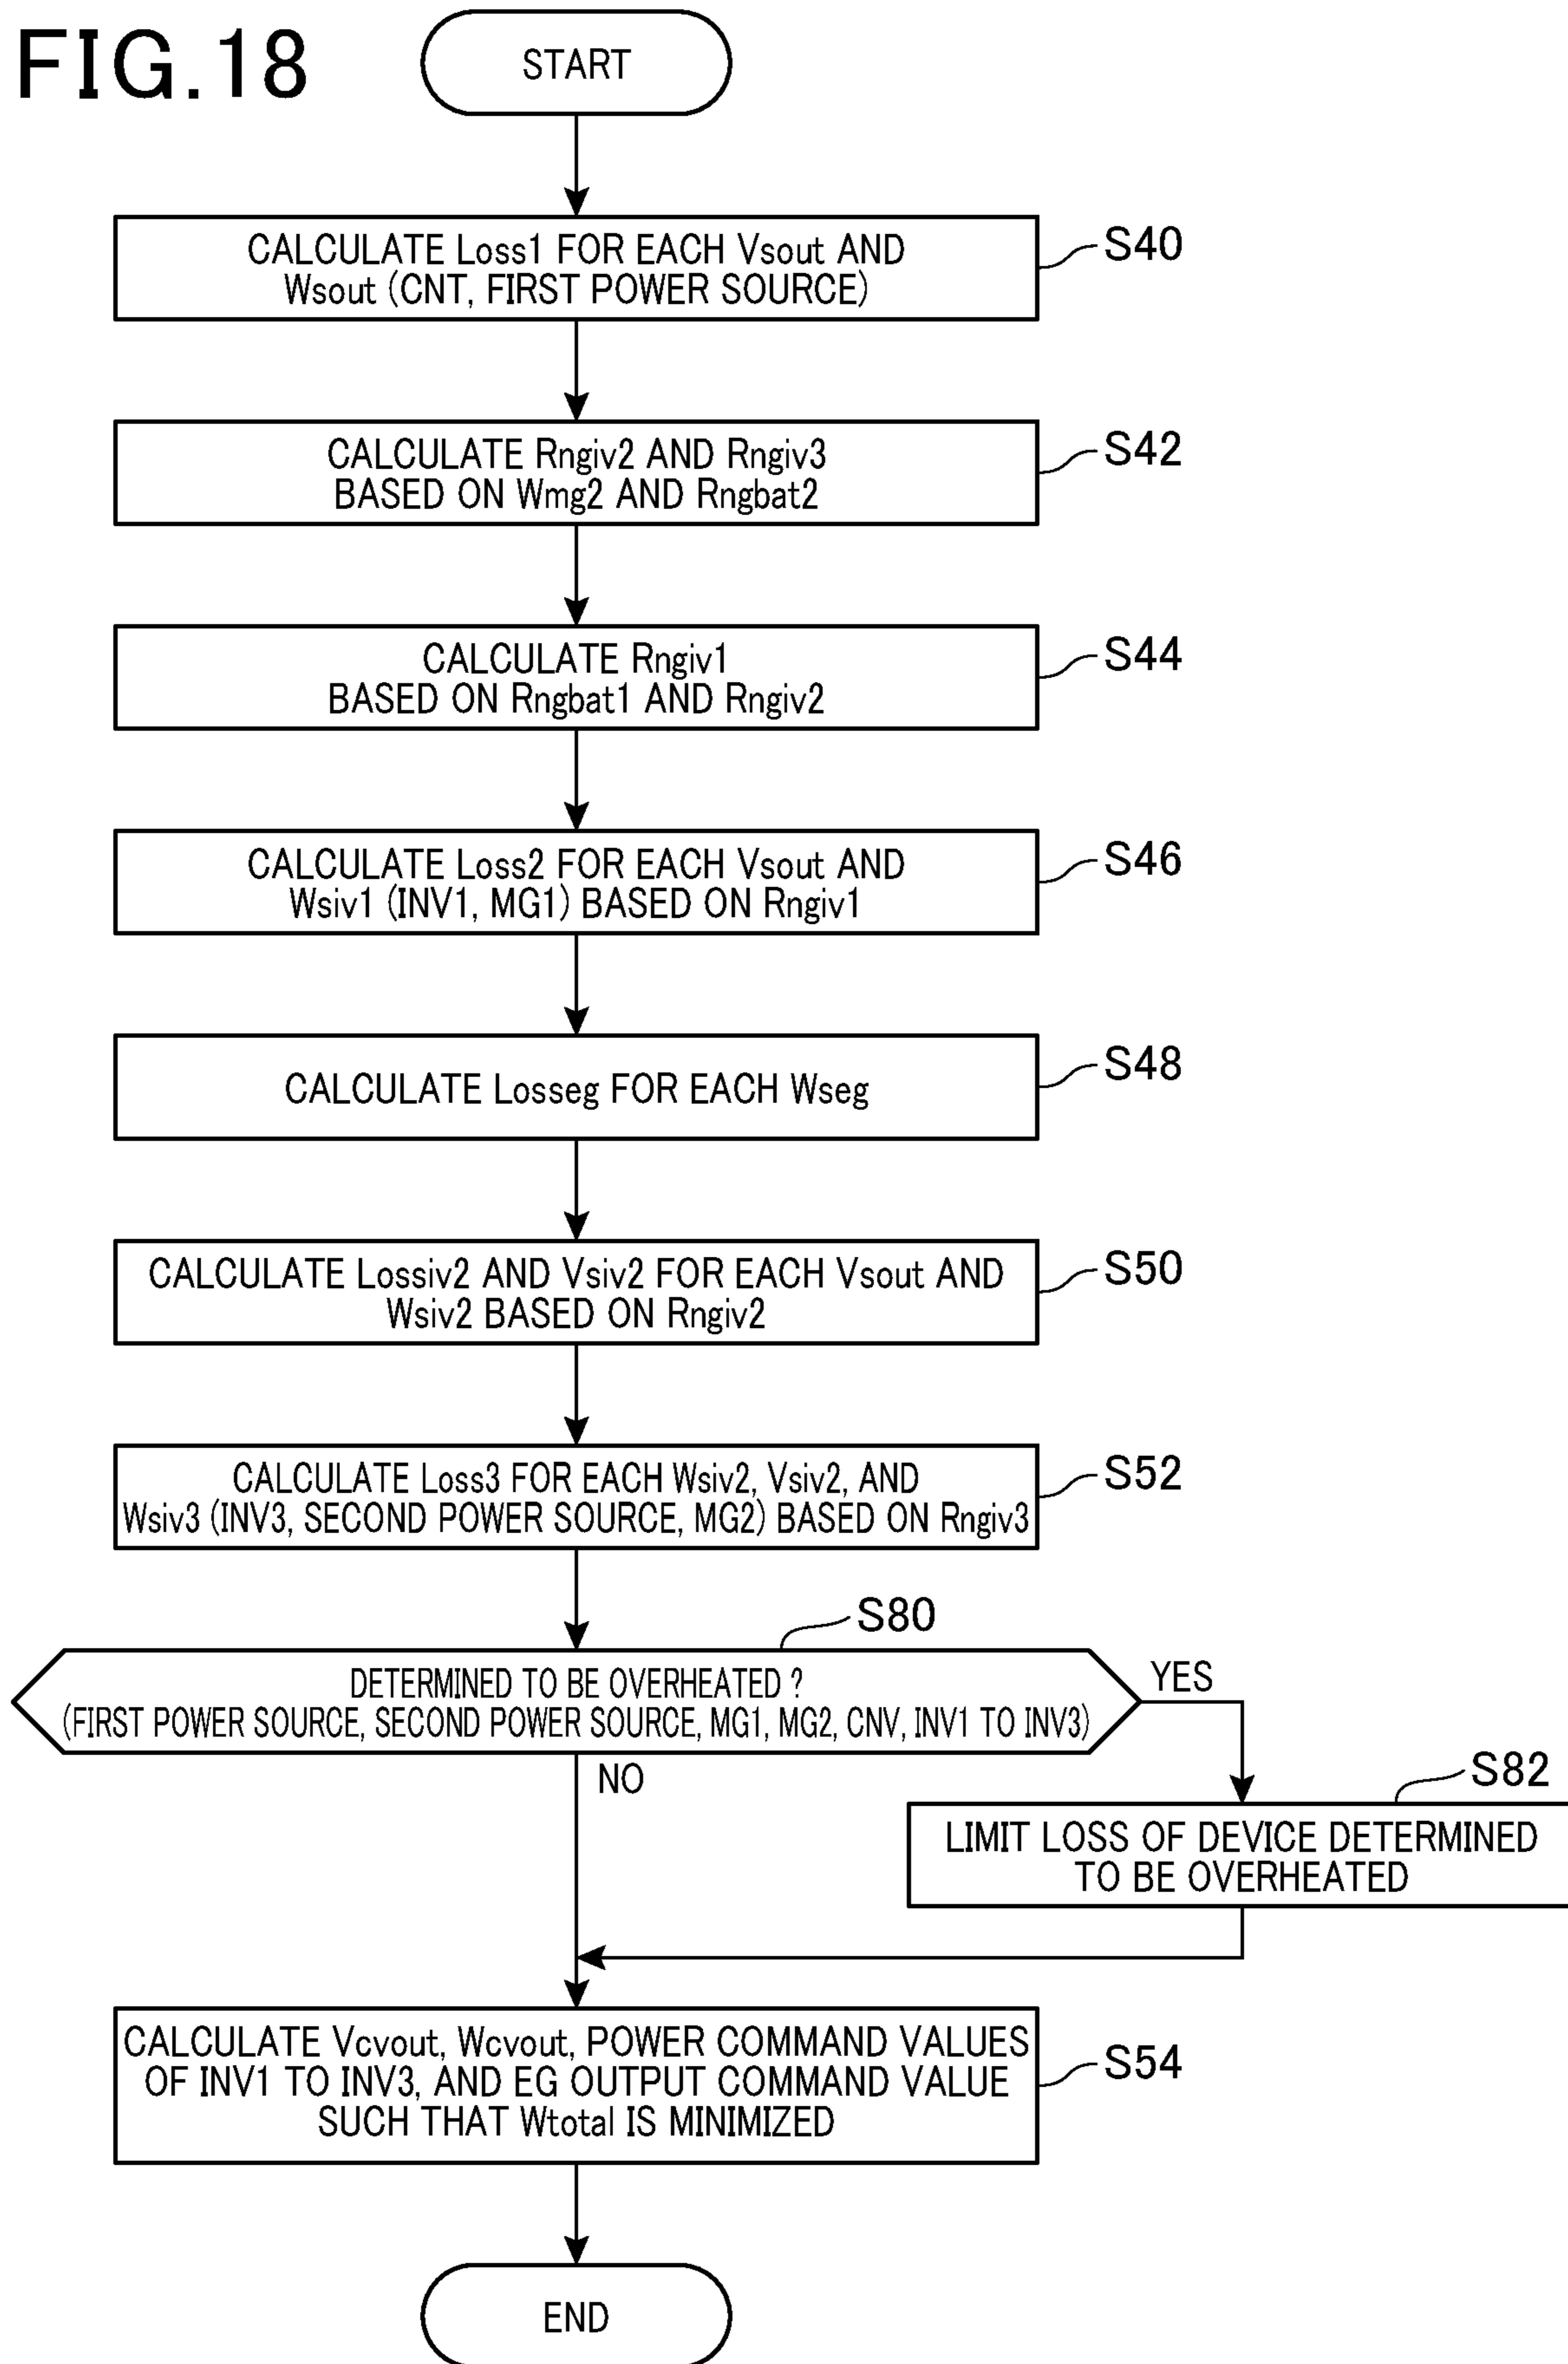 FIG.18
START
CALCULATE Loss1 FOR EACH Vsout AND
Wsout (CNT, FIRST POWER SOURCE)
S40
CALCULATE Rngiv2 AND Rngiv3
BASED ON Wmg2 AND Rngbat2
S42
CALCULATE Rngiv1
BASED ON Rngbat1 AND Rngiv2
S44
CALCULATE Loss2 FOR EACH Vsout AND
Wsiv1 (INV1, MG1) BASED ON Rngiv1
S46
CALCULATE Losseg FOR EACH Wseg
S48
CALCULATE Lossiv2 AND Vsiv2 FOR EACH Vsout AND
Wsiv2 BASED ON Rngiv2
S50
CALCULATE Loss3 FOR EACH Wsiv2, Vsiv2, AND
Wsiv3 (INV3, SECOND POWER SOURCE, MG2) BASED ON Rngiv3
S52
S80
DETERMINED TO BE OVERHEATED ?
(FIRST POWER SOURCE, SECOND POWER SOURCE, MG1, MG2, CNV, INV1 TO INV3)
YES
NO
S82
LIMIT LOSS OF DEVICE DETERMINED
TO BE OVERHEATED
CALCULATE Vcvout, Wcvout, POWER COMMAND VALUES
OF INV1 TO INV3, AND EG OUTPUT COMMAND VALUE
SUCH THAT Wtotal IS MINIMIZED
S54
END